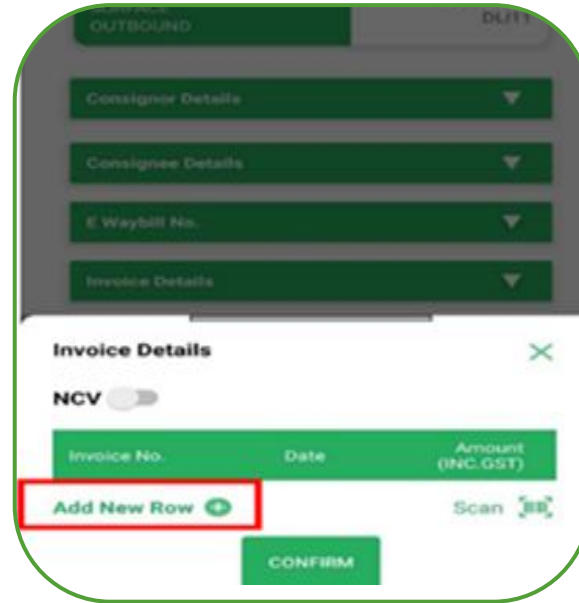 OUTBOUND
Consignor Details
Consignee Details
E Waybill No.
Invoice Details
Invoice Details
NCV
Invoice No. Date Amount
(INC.GST)
Add New Row
Scan
CONFIRM